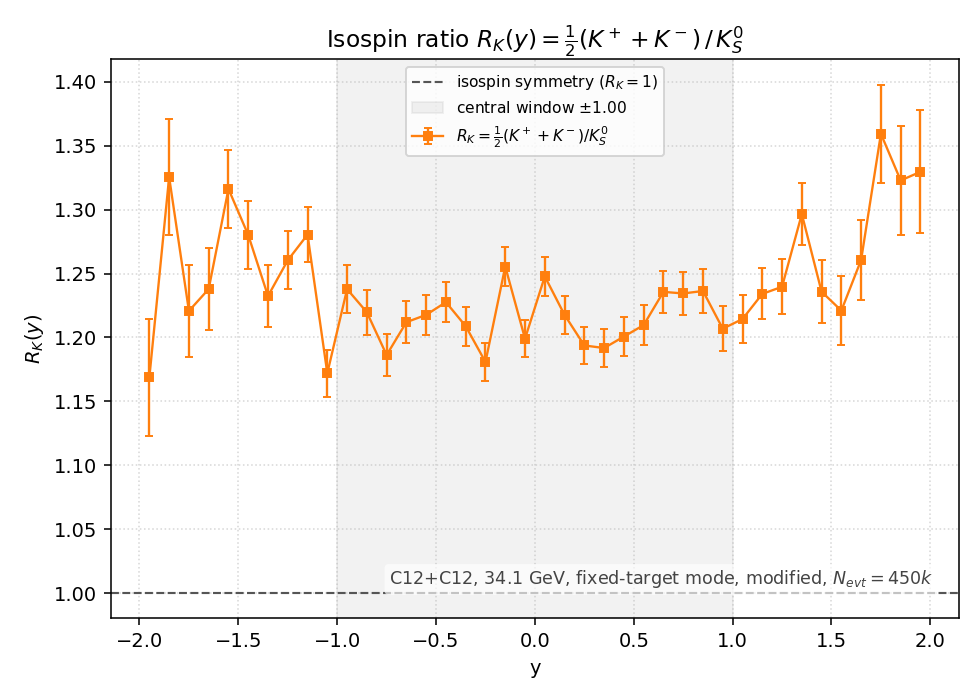 Isospin ratio $R_K(y) = \frac{1}{2}(K^+ + K^-)\,/\,K_S^0$
isospin symmetry ($R_K = 1$)
central window ±1.00
$R_K = \frac{1}{2}(K^+ + K^-)/K_S^0$
$R_K(y)$
1.40
1.35
1.30
1.25
1.20
1.15
1.10
1.05
1.00
C12+C12, 34.1 GeV, fixed-target mode, modified, $N_{evt} = 450k$
−2.0 −1.5 −1.0 −0.5 0.0 0.5 1.0 1.5 2.0
y